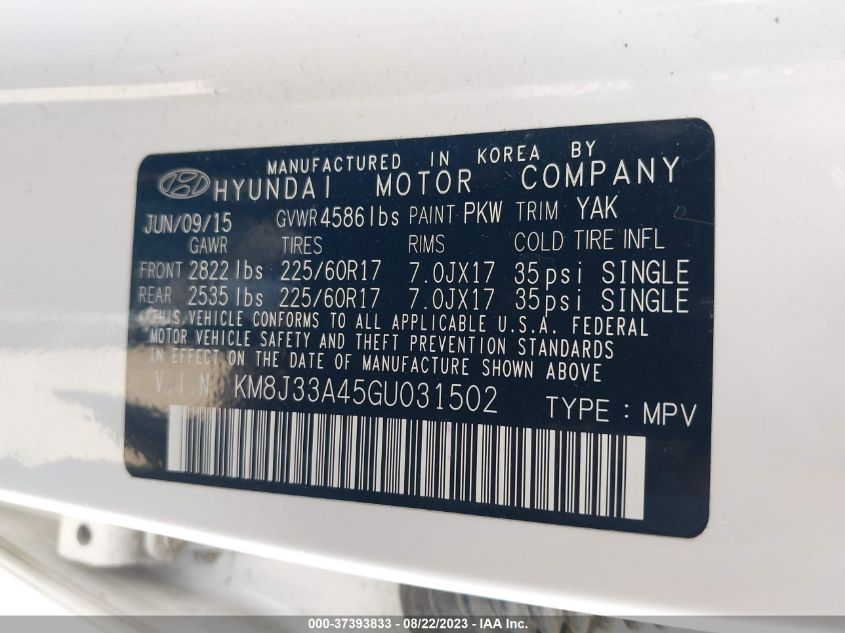 MANUFACTURED IN KOREA BY
HYUNDAI MOTOR COMPANY
JUN/09/15 GVWR 4586 lbs PAINT PKW TRIM YAK
GAWR TIRES RIMS COLD TIRE INFL
FRONT 2822 lbs 225/60R17 7.0JX17 35psi SINGLE
REAR 2535 lbs 225/60R17 7.0JX17 35psi SINGLE
THIS VEHICLE CONFORMS TO ALL APPLICABLE U.S.A. FEDERAL
MOTOR VEHICLE SAFETY AND THEFT PREVENTION STANDARDS
IN EFFECT ON THE DATE OF MANUFACTURE SHOWN ABOVE
V.I.N KM8J33A45GU031502 TYPE : MPV
000-37393833 - 08/22/2023 - IAA Inc.